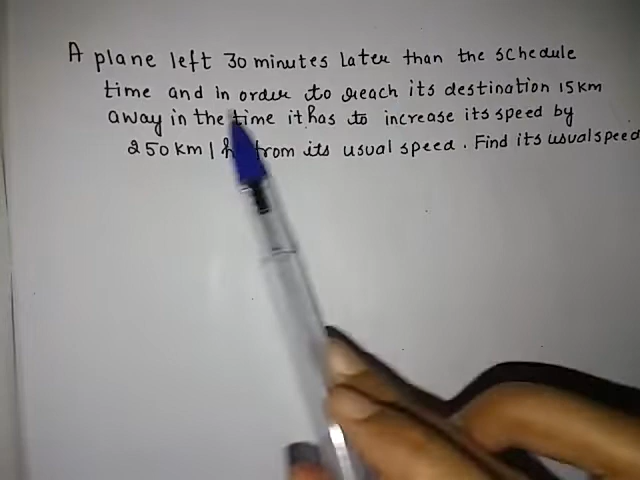 A plane left 30 minutes later than the schedule
time and in order to reach its destination 15km
away in the time it has to increase its speed by
250 km/h from its usual speed. Find its usual speed